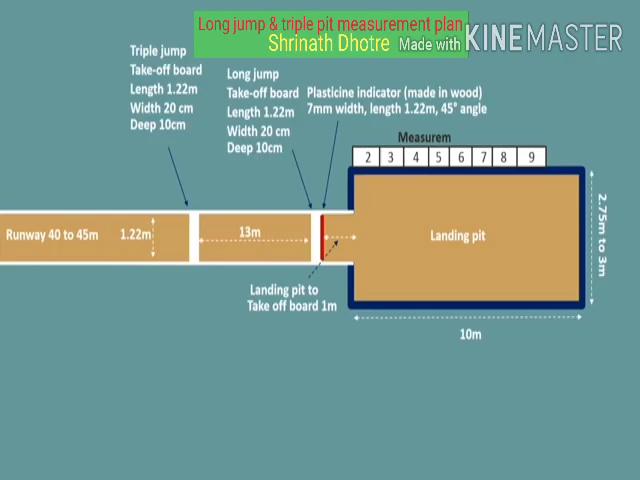 Long jump & triple pit measurement plan
Shrinath Dhotre
Made with KINEMASTER
Triple jump
Take-off board
Length 1.22m
Width 20 cm
Deep 10cm
Long jump
Take-off board
Length 1.22m
Width 20 cm
Deep 10cm
Plasticine indicator (made in wood)
7mm width, length 1.22m, 45° angle
Measurem
2 3 4 5 6 7 8 9
Runway 40 to 45m
1.22m
13m
Landing pit
2.75m to 3m
Landing pit to
Take off board 1m
10m